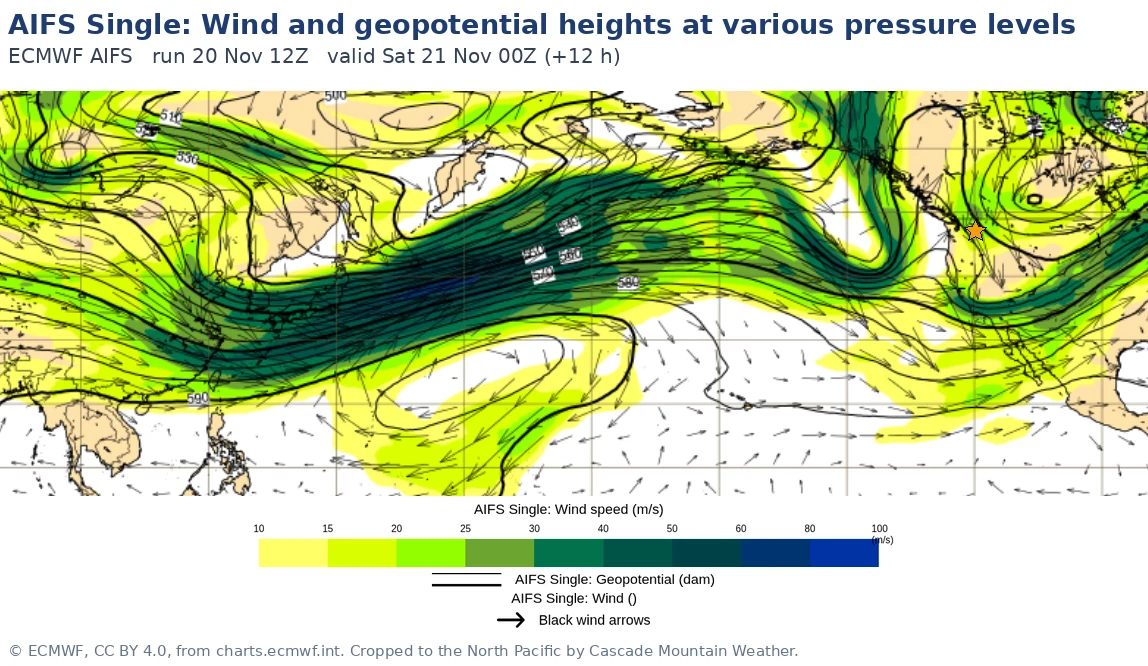 AIFS Single: Wind and geopotential heights at various pressure levels
ECMWF AIFS run 20 Nov 12Z valid Sat 21 Nov 00Z (+12 h)
500
510
530
540
560
560
570
580
590
AIFS Single: Wind speed (m/s)
10 15 20 25 30 40 50 60 80 100
(m/s)
AIFS Single: Geopotential (dam)
AIFS Single: Wind ()
Black wind arrows
© ECMWF, CC BY 4.0, from charts.ecmwf.int. Cropped to the North Pacific by Cascade Mountain Weather.